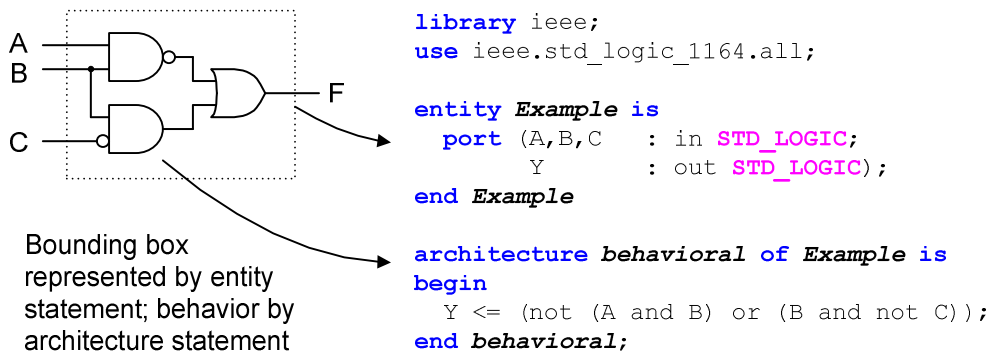 A
B
C
F
Bounding box
represented by entity
statement; behavior by
architecture statement
library ieee;
use ieee.std_logic_1164.all;
entity Example is
port (A,B,C : in STD_LOGIC;
Y : out STD_LOGIC);
end Example
architecture behavioral of Example is
begin
Y <= (not (A and B) or (B and not C));
end behavioral;